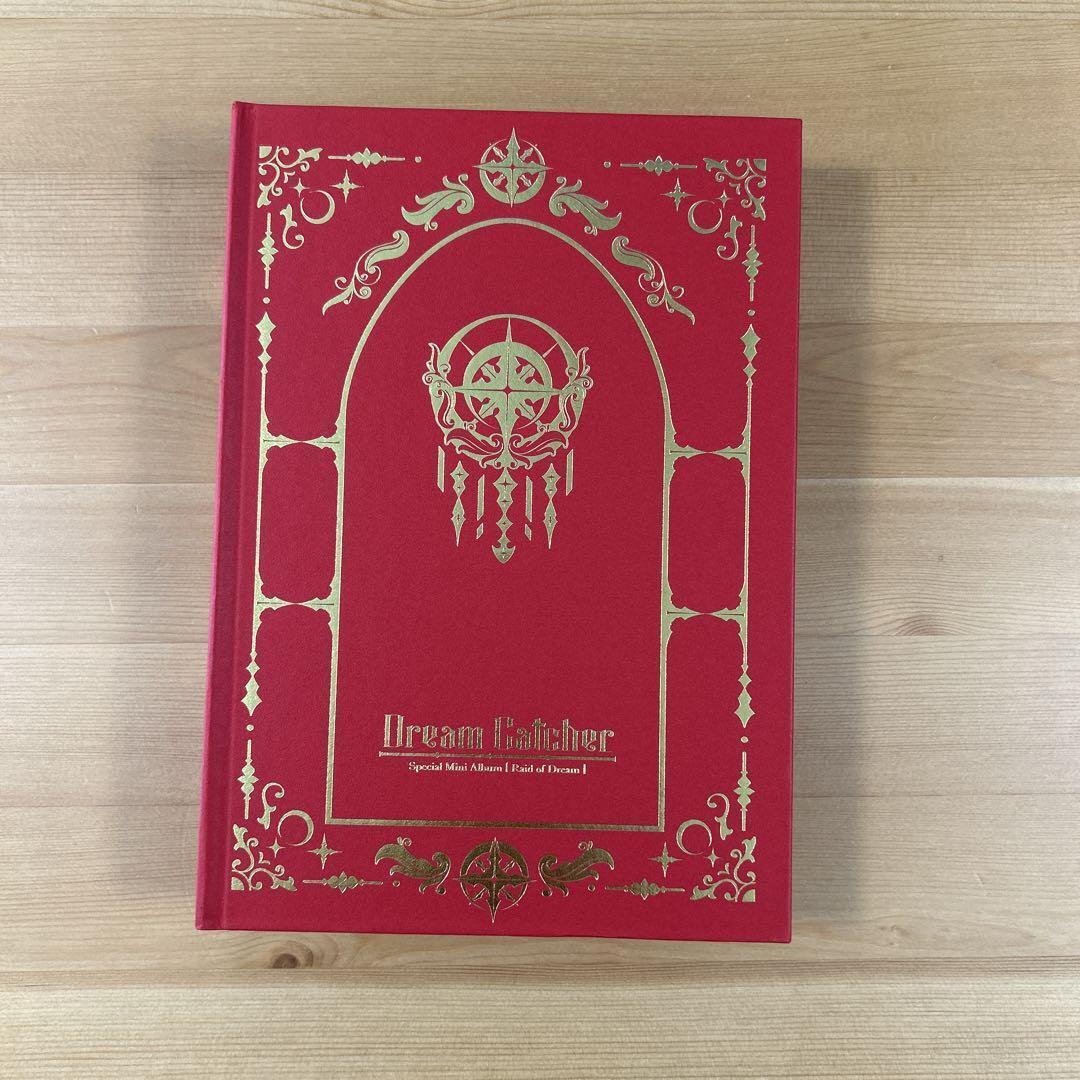 Dream Catcher
Special Mini Album [ Raid of Dream ]